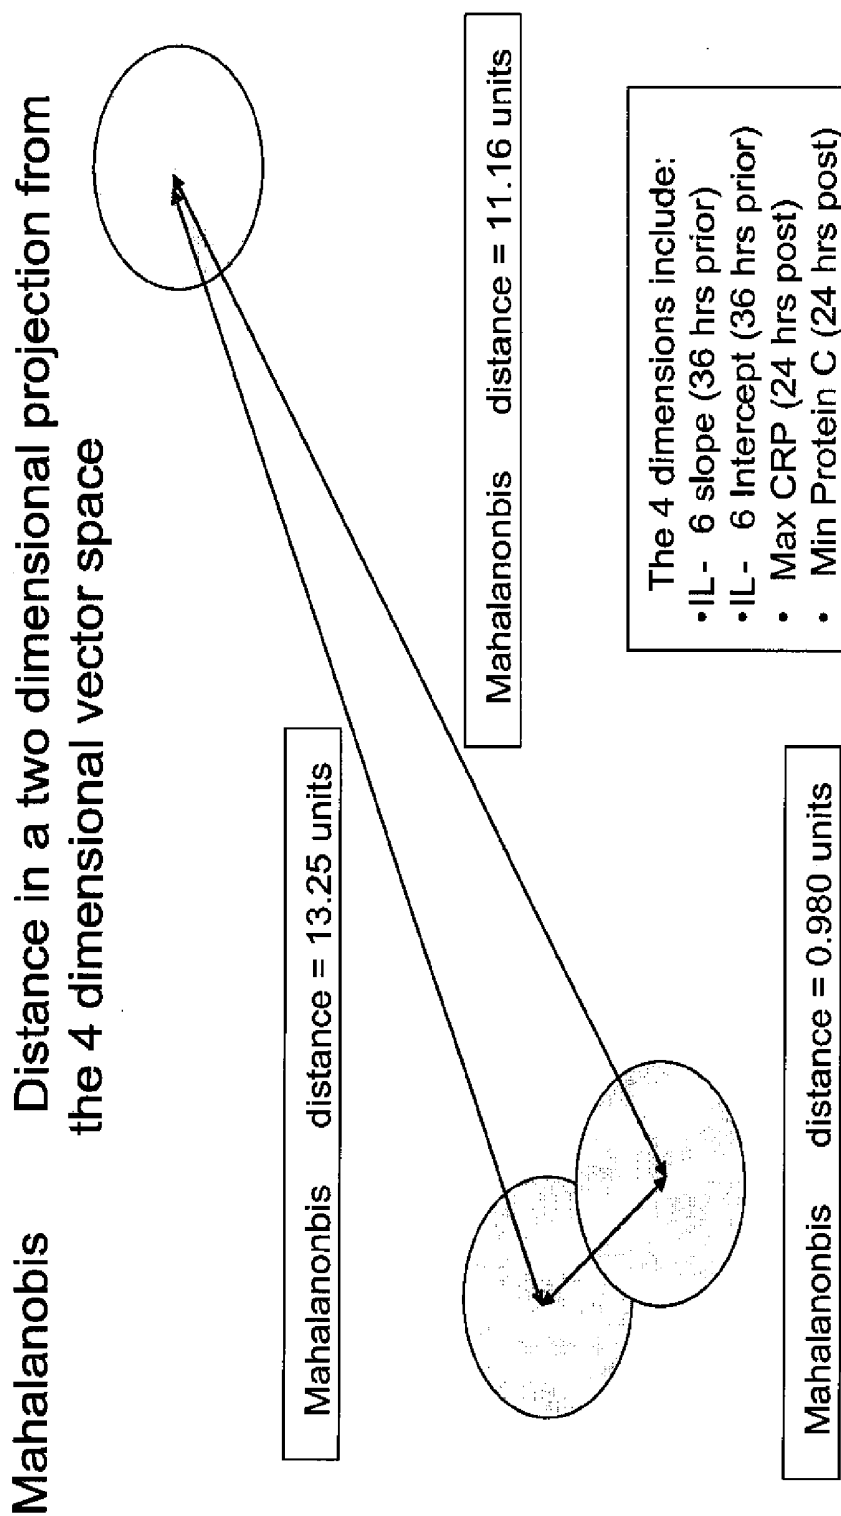 Mahalanobis Distance in a two dimensional projection from
the 4 dimensional vector space
Mahalanonbis distance = 13.25 units
Mahalanonbis distance = 11.16 units
The 4 dimensions include:
•IL- 6 slope (36 hrs prior)
•IL- 6 Intercept (36 hrs prior)
• Max CRP (24 hrs post)
• Min Protein C (24 hrs post)
Mahalanonbis distance = 0.980 units